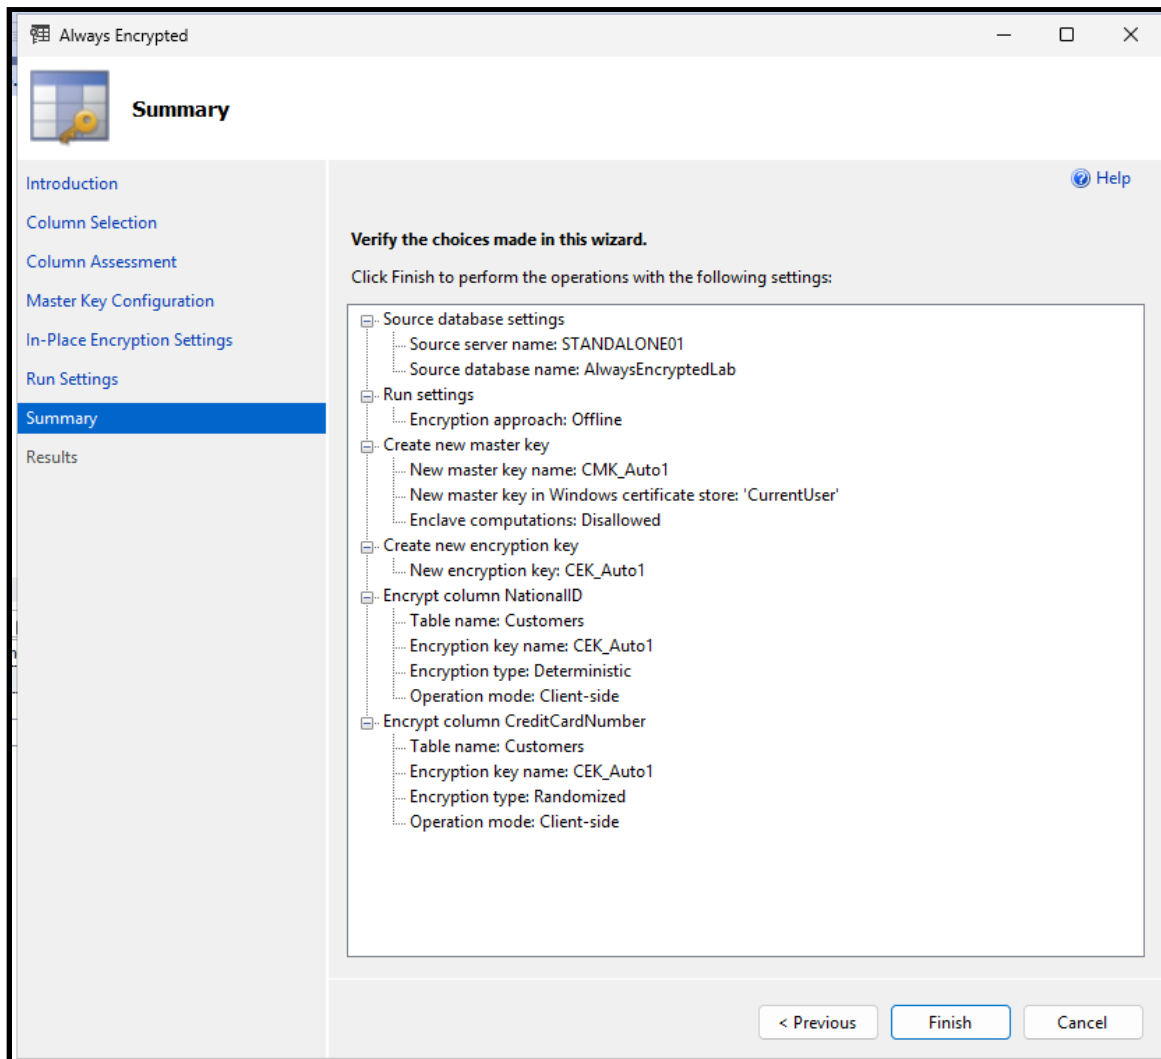 Always Encrypted
Summary
Introduction
Column Selection
Column Assessment
Master Key Configuration
In-Place Encryption Settings
Run Settings
Summary
Results
Help
Verify the choices made in this wizard.
Click Finish to perform the operations with the following settings:
Source database settings
Source server name: STANDALONE01
Source database name: AlwaysEncryptedLab
Run settings
Encryption approach: Offline
Create new master key
New master key name: CMK_Auto1
New master key in Windows certificate store: 'CurrentUser'
Enclave computations: Disallowed
Create new encryption key
New encryption key: CEK_Auto1
Encrypt column NationalID
Table name: Customers
Encryption key name: CEK_Auto1
Encryption type: Deterministic
Operation mode: Client-side
Encrypt column CreditCardNumber
Table name: Customers
Encryption key name: CEK_Auto1
Encryption type: Randomized
Operation mode: Client-side
< Previous
Finish
Cancel